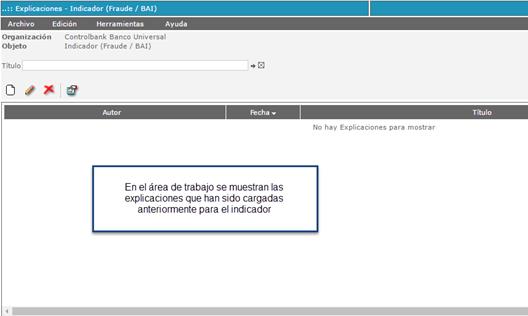 ..:: Explicaciones - Indicador (Fraude / BAI)
Archivo Edición Herramientas Ayuda
Organización Controlbank Banco Universal
Objeto Indicador (Fraude / BAI)
Título
Autor Fecha Título
No hay Explicaciones para mostrar
En el área de trabajo se muestran las
explicaciones que han sido cargadas
anteriormente para el indicador